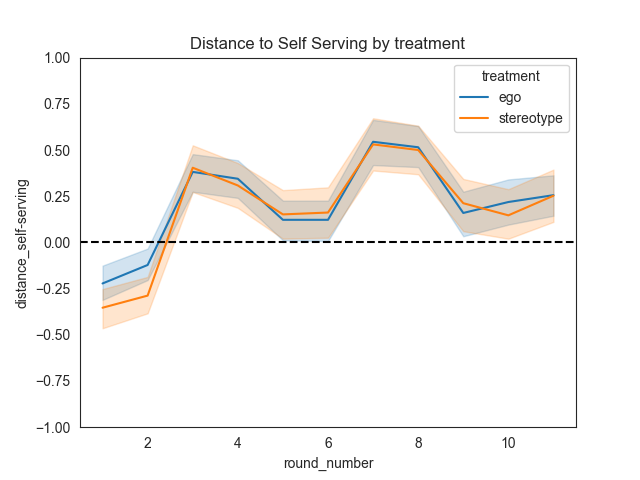 Distance to Self Serving by treatment
treatment
ego
stereotype
distance_self-serving
1.00
0.75
0.50
0.25
0.00
−0.25
−0.50
−0.75
−1.00
2 4 6 8 10
round_number